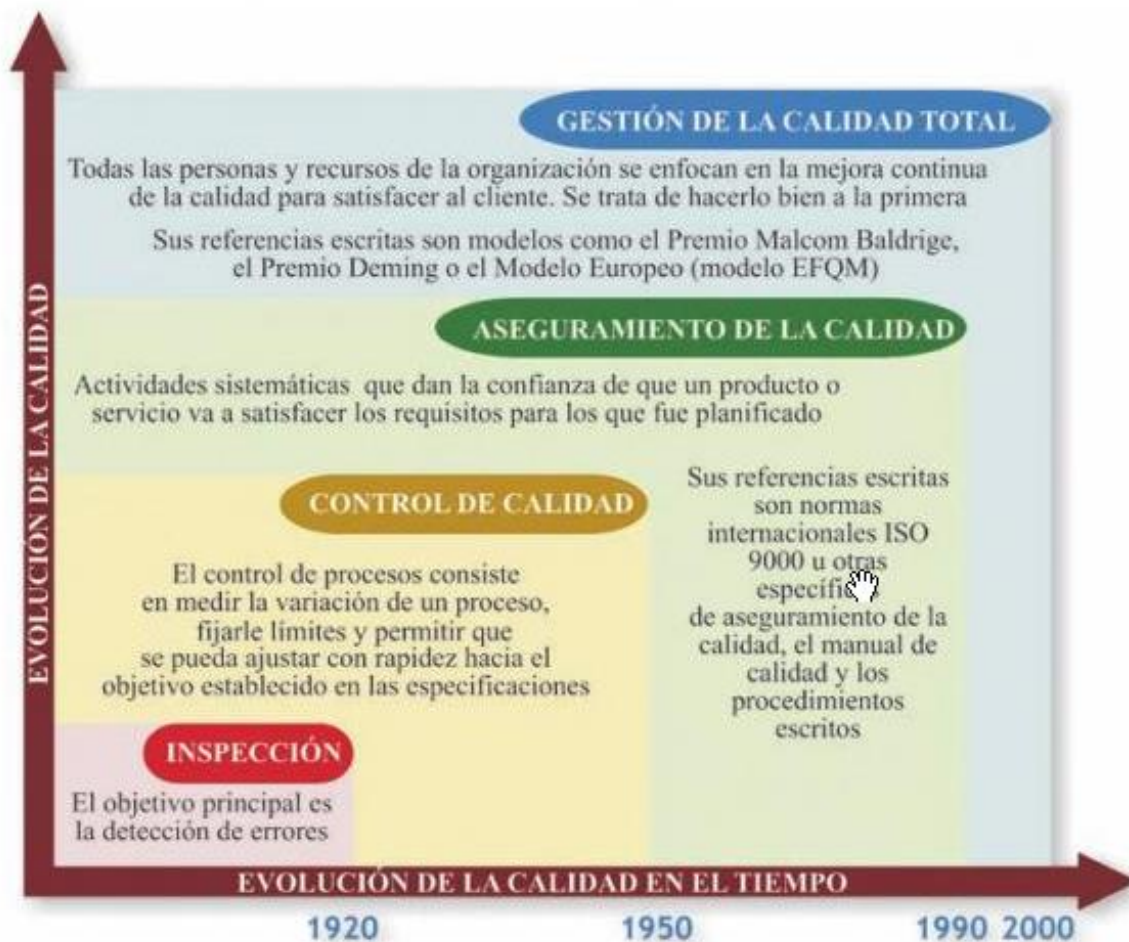 GESTIÓN DE LA CALIDAD TOTAL
Todas las personas y recursos de la organización se enfocan en la mejora continua
de la calidad para satisfacer al cliente. Se trata de hacerlo bien a la primera
Sus referencias escritas son modelos como el Premio Malcom Baldrige,
el Premio Deming o el Modelo Europeo (modelo EFQM)
ASEGURAMIENTO DE LA CALIDAD
Actividades sistemáticas que dan la confianza de que un producto o
servicio va a satisfacer los requisitos para los que fue planificado
Sus referencias escritas
son normas
internacionales ISO
9000 u otras
de aseguramiento de la
calidad, el manual de
calidad y los
procedimientos
escritos
CONTROL DE CALIDAD
El control de procesos consiste
en medir la variación de un proceso,
fijarle límites y permitir que
se pueda ajustar con rapidez hacia el
objetivo establecido en las especificaciones
INSPECCIÓN
El objetivo principal es
la detección de errores
EVOLUCIÓN DE LA CALIDAD
EVOLUCIÓN DE LA CALIDAD EN EL TIEMPO
1920 1950 1990 2000